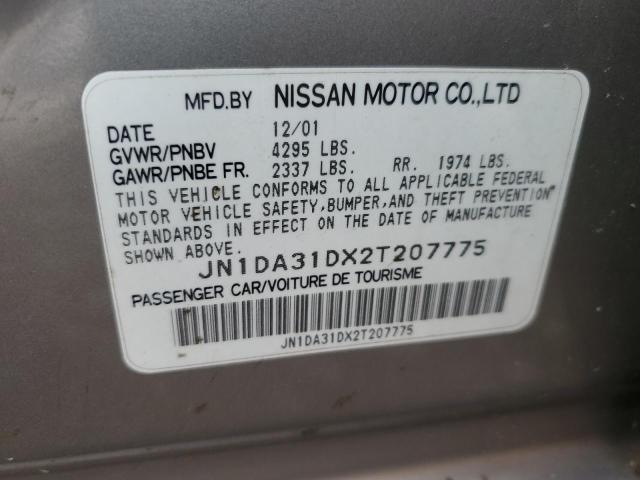 MFD.BY NISSAN MOTOR CO.,LTD
DATE 12/01
GVWR/PNBV 4295 LBS.
GAWR/PNBE FR. 2337 LBS. RR. 1974 LBS.
THIS VEHICLE CONFORMS TO ALL APPLICABLE FEDERAL
MOTOR VEHICLE SAFETY, BUMPER, AND THEFT PREVENTION
STANDARDS IN EFFECT ON THE DATE OF MANUFACTURE
SHOWN ABOVE.
JN1DA31DX2T207775
PASSENGER CAR/VOITURE DE TOURISME
JN1DA31DX2T207775